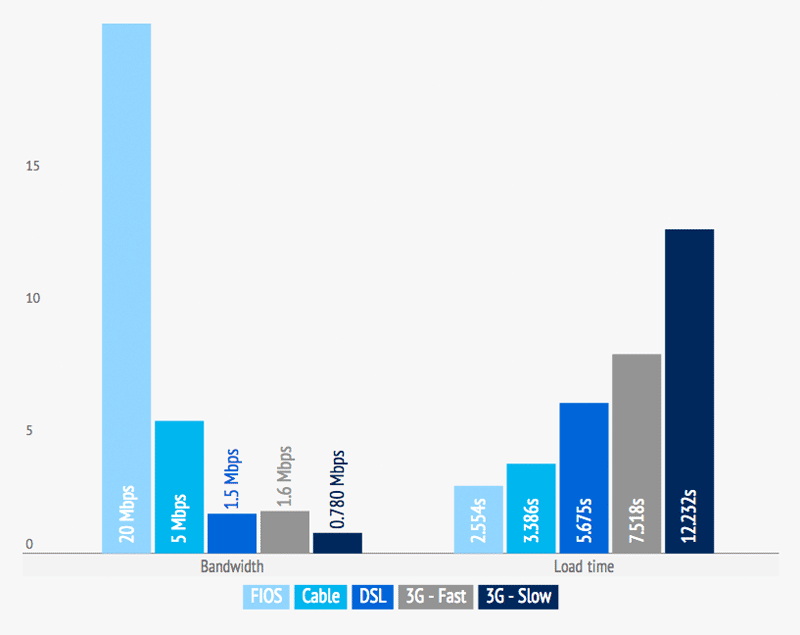 15
10
5
0
20 Mbps
5 Mbps
1.5 Mbps
1.6 Mbps
0.780 Mbps
2.554s
3.386s
5.675s
7.518s
12.232s
Bandwidth
Load time
FIOS
Cable
DSL
3G - Fast
3G - Slow